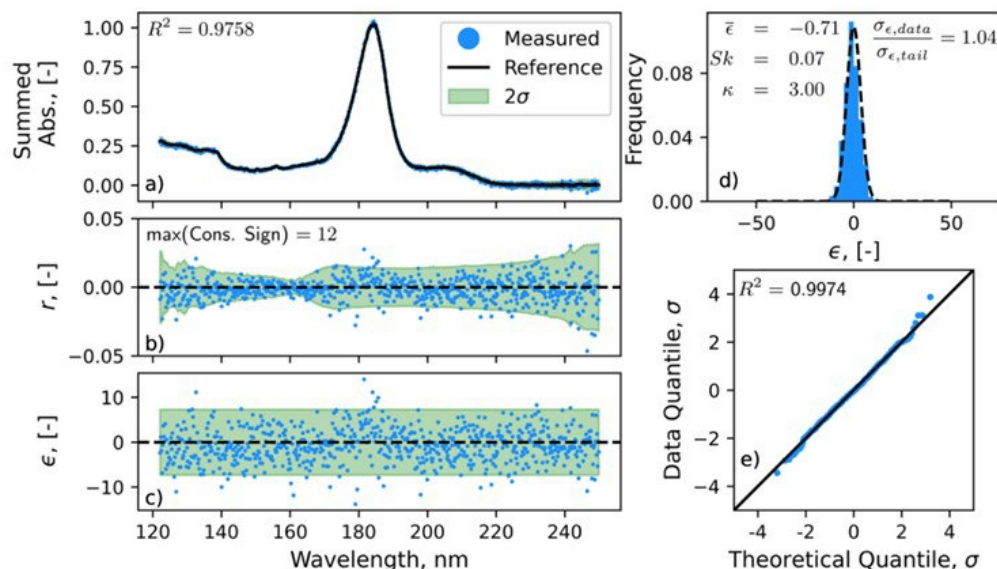 R² = 0.9758
Measured
Reference
2σ
1.00
0.75
0.50
0.25
0.00
Summed
Abs., [-]
a)
max(Cons. Sign) = 12
0.05
0.00
−0.05
r, [-]
b)
10
0
−10
ϵ, [-]
c)
120 140 160 180 200 220 240
Wavelength, nm
ϵ̅ = −0.71
Sk = 0.07
κ = 3.00
σϵ,data / σϵ,tail = 1.04
0.08
0.04
0.00
Frequency
d)
−50 0 50
ϵ, [-]
R² = 0.9974
4
2
0
−2
−4
Data Quantile, σ
e)
-4 -2 0 2 4
Theoretical Quantile, σ